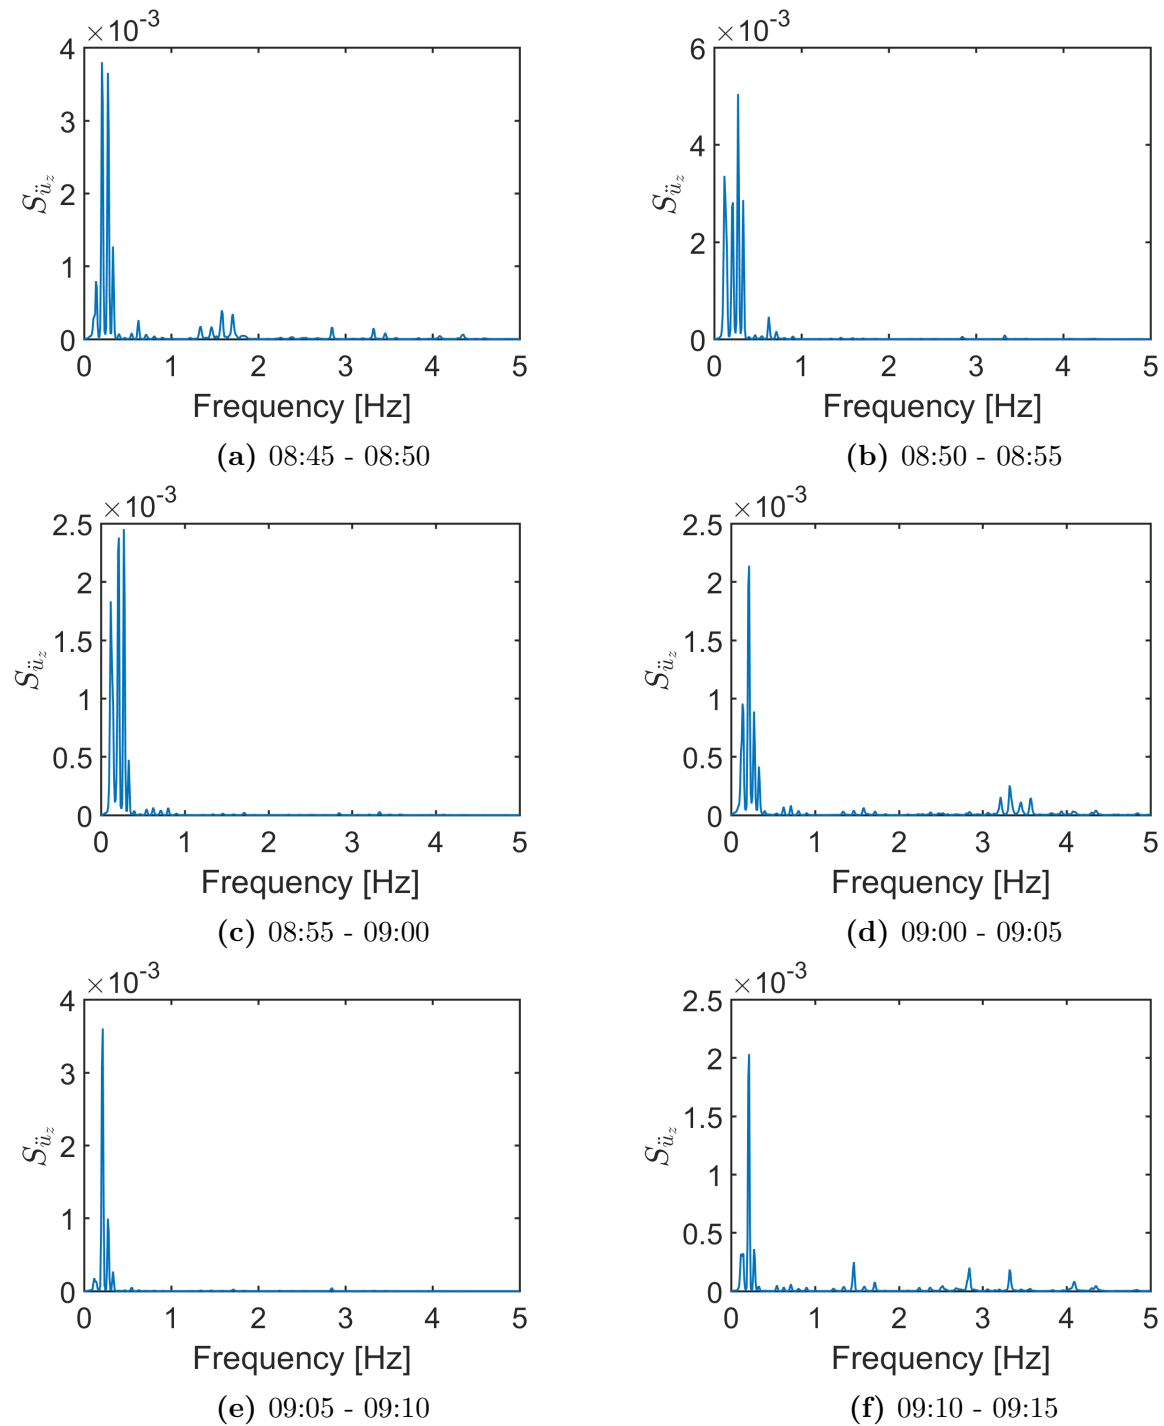 ×10⁻³
4
3
2
1
0
S_{ü_z}
0 1 2 3 4 5
Frequency [Hz]
(a) 08:45 - 08:50
×10⁻³
6
4
2
0
S_{ü_z}
0 1 2 3 4 5
Frequency [Hz]
(b) 08:50 - 08:55
×10⁻³
2.5
2
1.5
1
0.5
0
S_{ü_z}
0 1 2 3 4 5
Frequency [Hz]
(c) 08:55 - 09:00
×10⁻³
2.5
2
1.5
1
0.5
0
S_{ü_z}
0 1 2 3 4 5
Frequency [Hz]
(d) 09:00 - 09:05
×10⁻³
4
3
2
1
0
S_{ü_z}
0 1 2 3 4 5
Frequency [Hz]
(e) 09:05 - 09:10
×10⁻³
2.5
2
1.5
1
0.5
0
S_{ü_z}
0 1 2 3 4 5
Frequency [Hz]
(f) 09:10 - 09:15